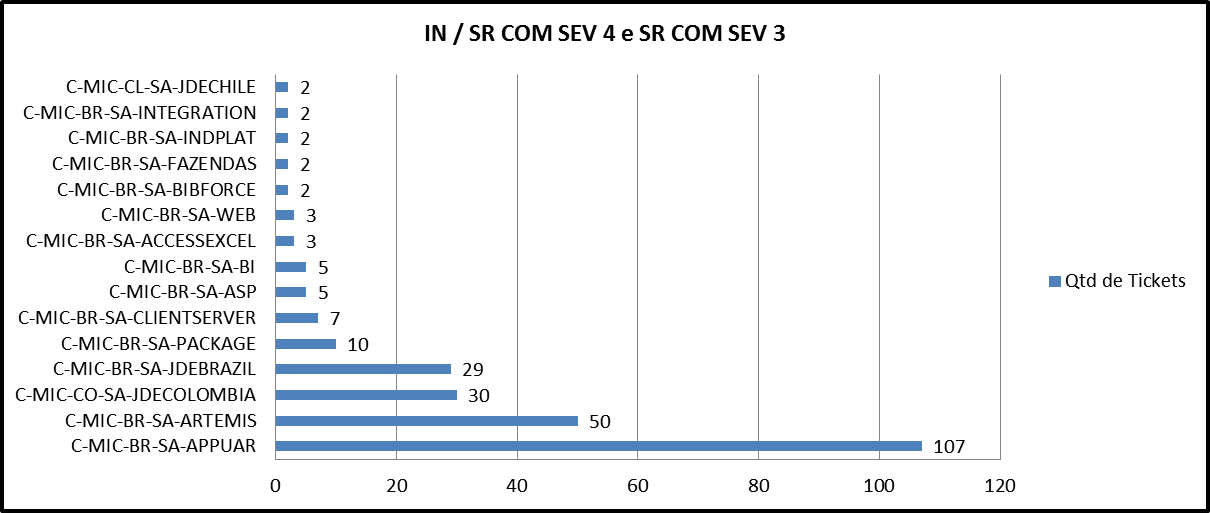 IN / SR COM SEV 4 e SR COM SEV 3
C-MIC-CL-SA-JDECHILE 2
C-MIC-BR-SA-INTEGRATION 2
C-MIC-BR-SA-INDPLAT 2
C-MIC-BR-SA-FAZENDAS 2
C-MIC-BR-SA-BIBFORCE 2
C-MIC-BR-SA-WEB 3
C-MIC-BR-SA-ACCESSEXCEL 3
C-MIC-BR-SA-BI 5
C-MIC-BR-SA-ASP 5
C-MIC-BR-SA-CLIENTSERVER 7
C-MIC-BR-SA-PACKAGE 10
C-MIC-BR-SA-JDEBRAZIL 29
C-MIC-CO-SA-JDECOLOMBIA 30
C-MIC-BR-SA-ARTEMIS 50
C-MIC-BR-SA-APPUAR 107
0 20 40 60 80 100 120
Qtd de Tickets